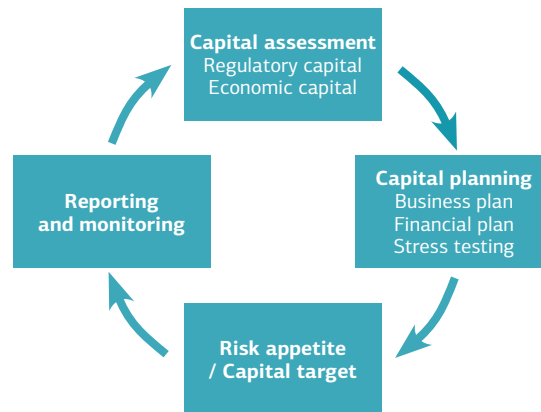 Capital assessment
Regulatory capital
Economic capital
Capital planning
Business plan
Financial plan
Stress testing
Risk appetite
/ Capital target
Reporting
and monitoring